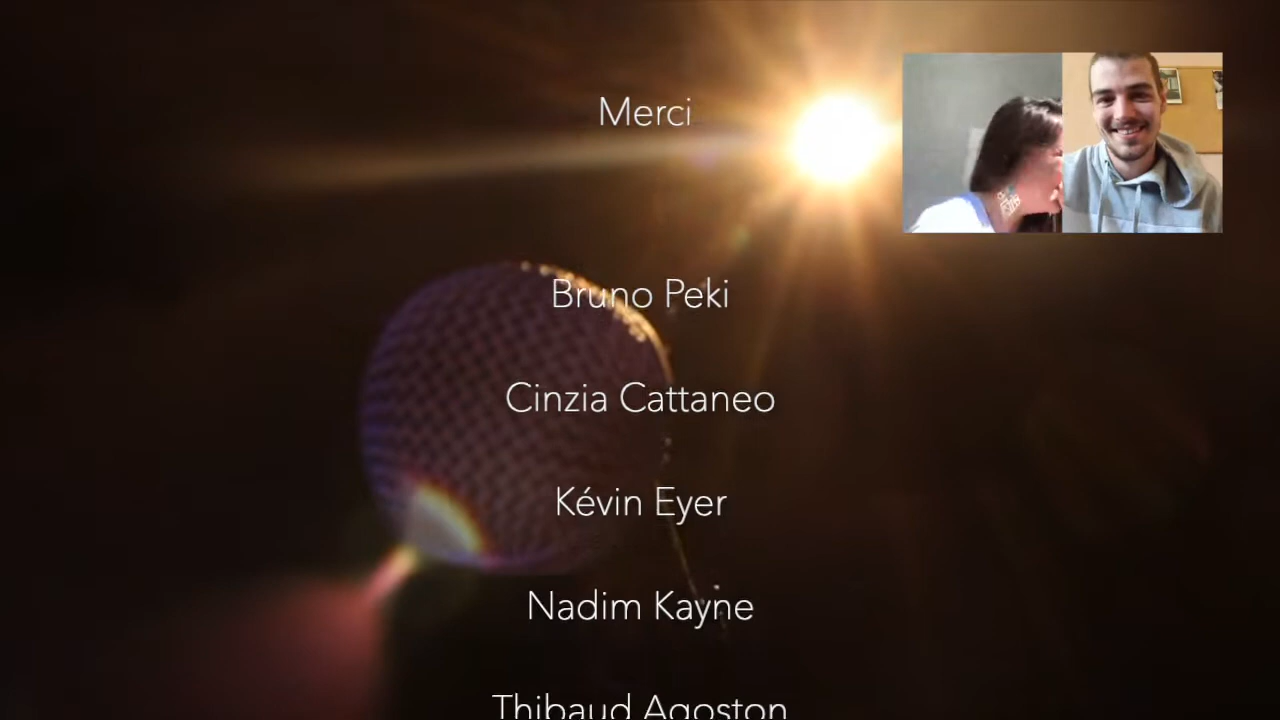 Merci
Bruno Peki
Cinzia Cattaneo
Kévin Eyer
Nadim Kayne
Thibaud Agoston